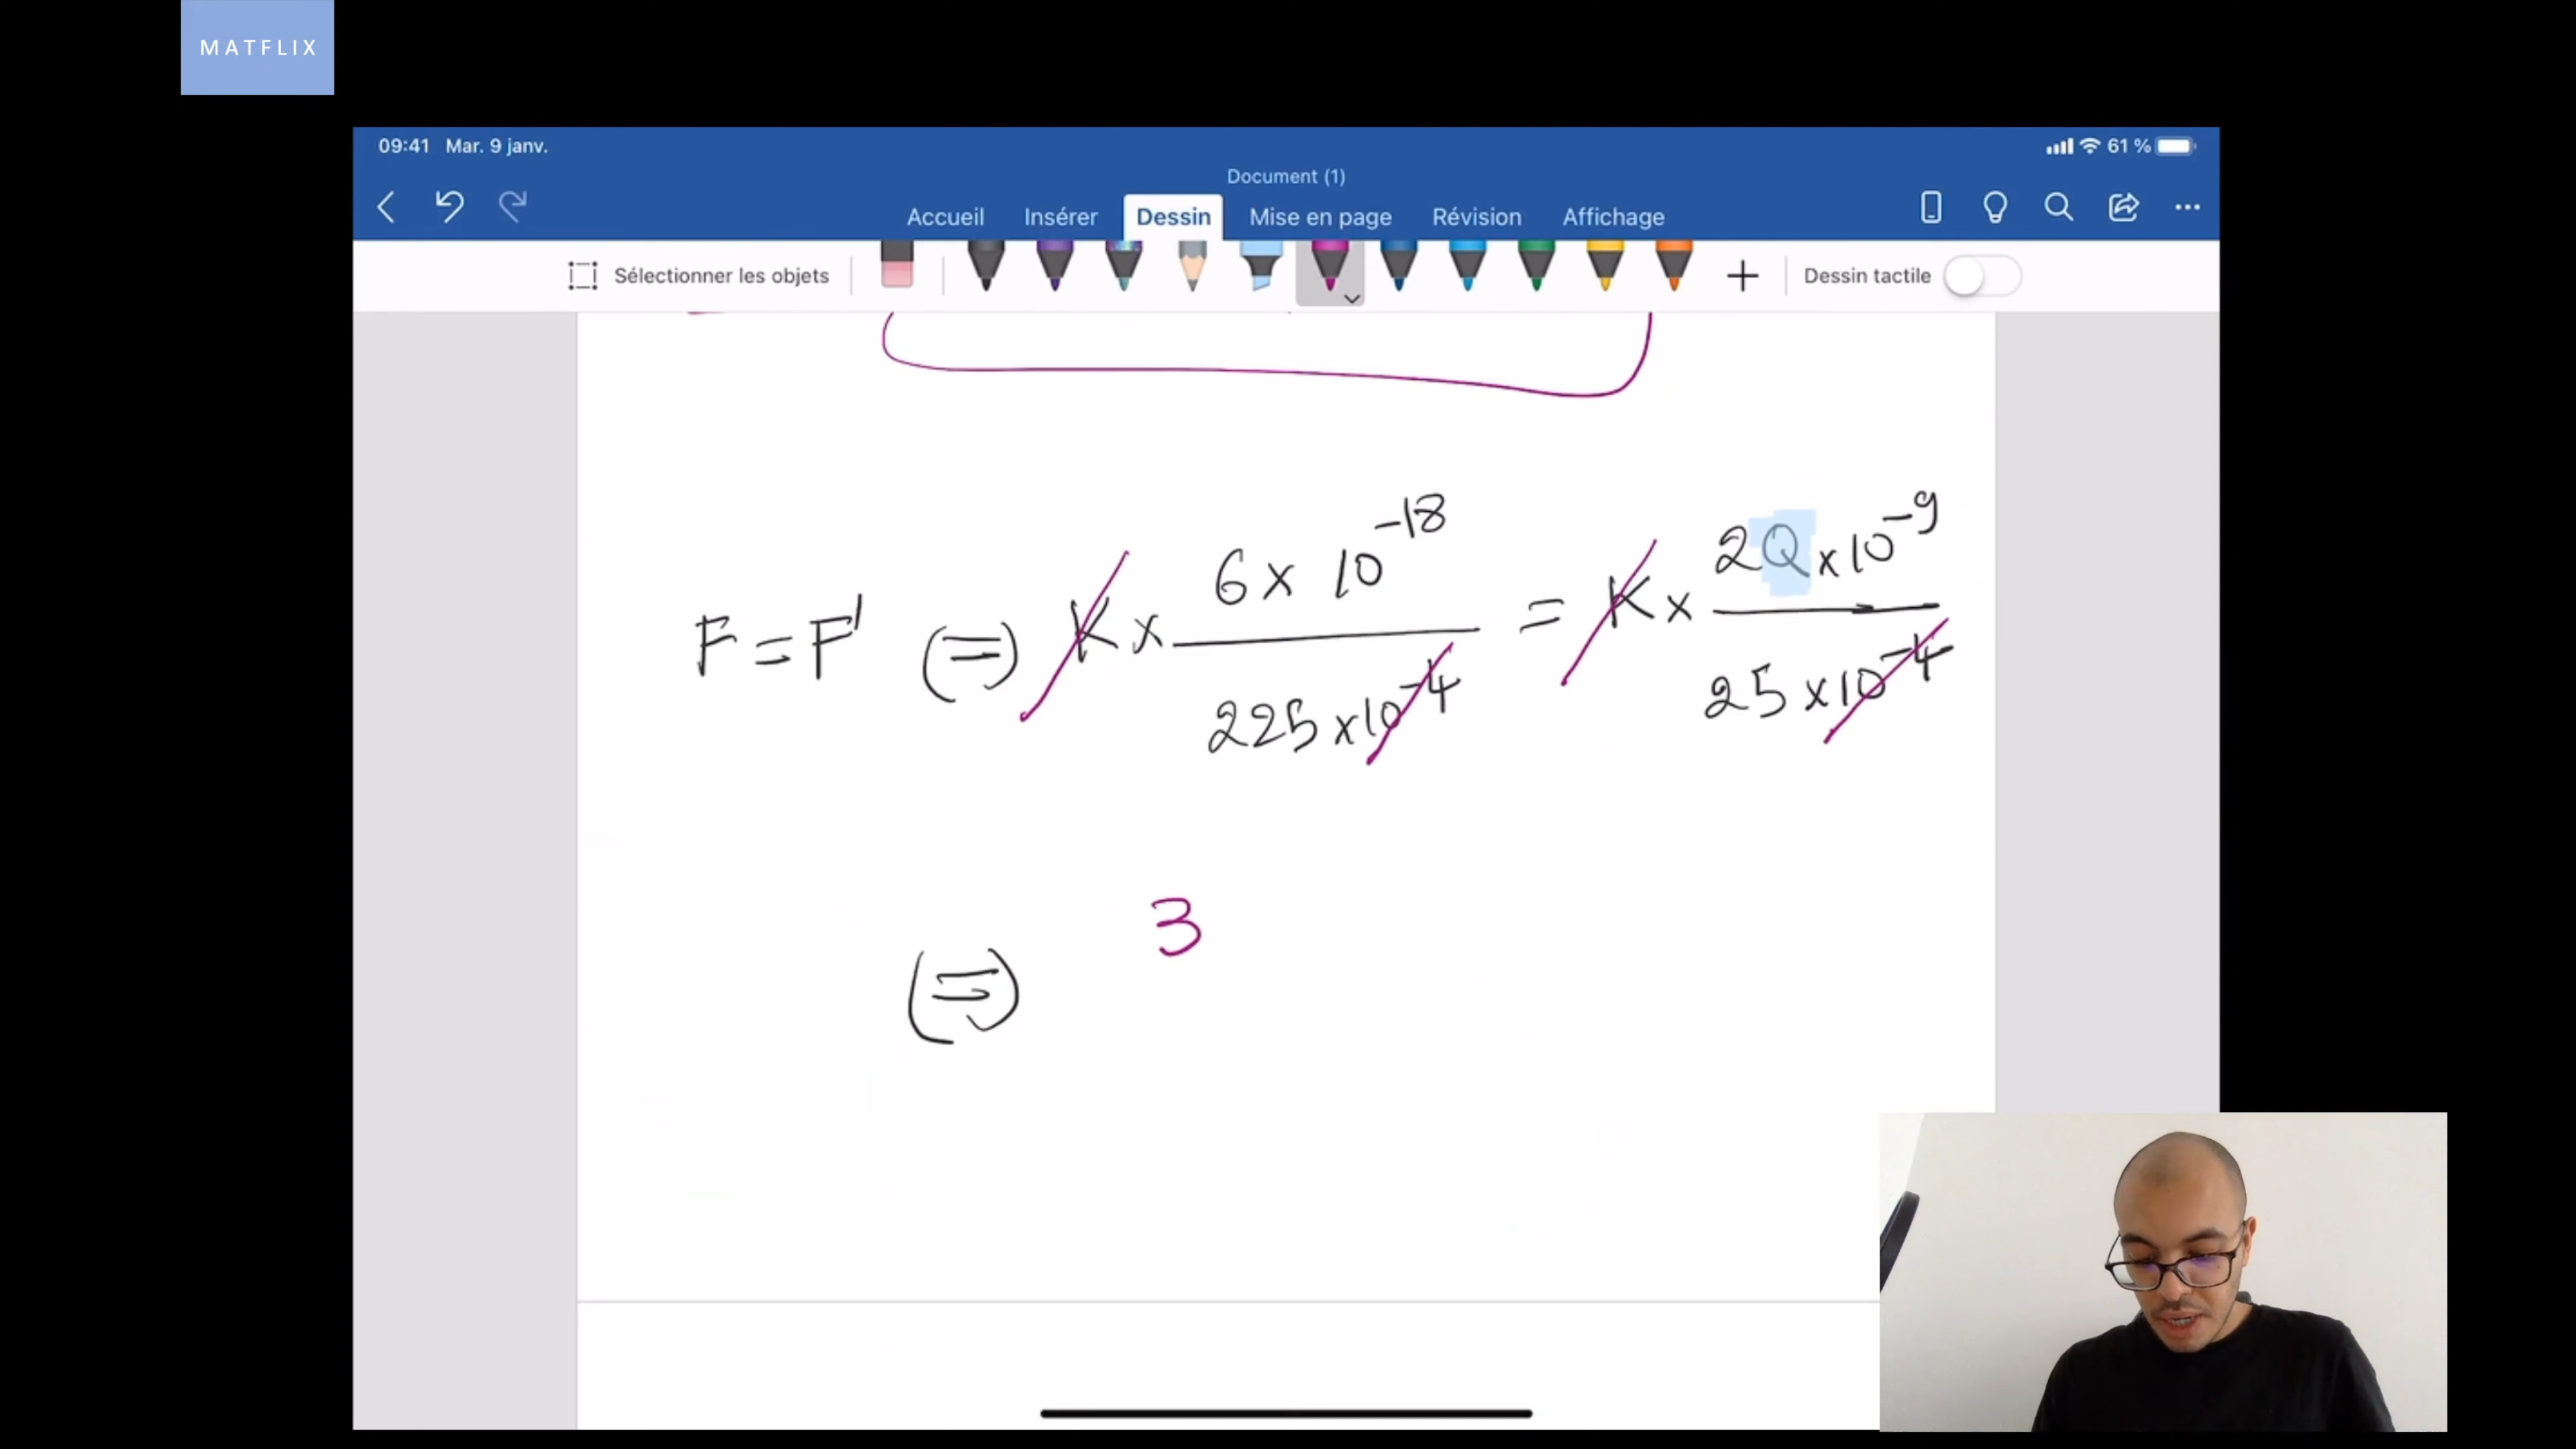 MATFLIX
09:41 Mar. 9 janv.
61 %
Document (1)
Accueil Insérer Dessin Mise en page Révision Affichage
Sélectionner les objets
Dessin tactile
F = F' (=) K x 6 x 10^-18 / 225 x 10^-4 = K x 2Q x 10^-9 / 25 x 10^-4
(=) 3